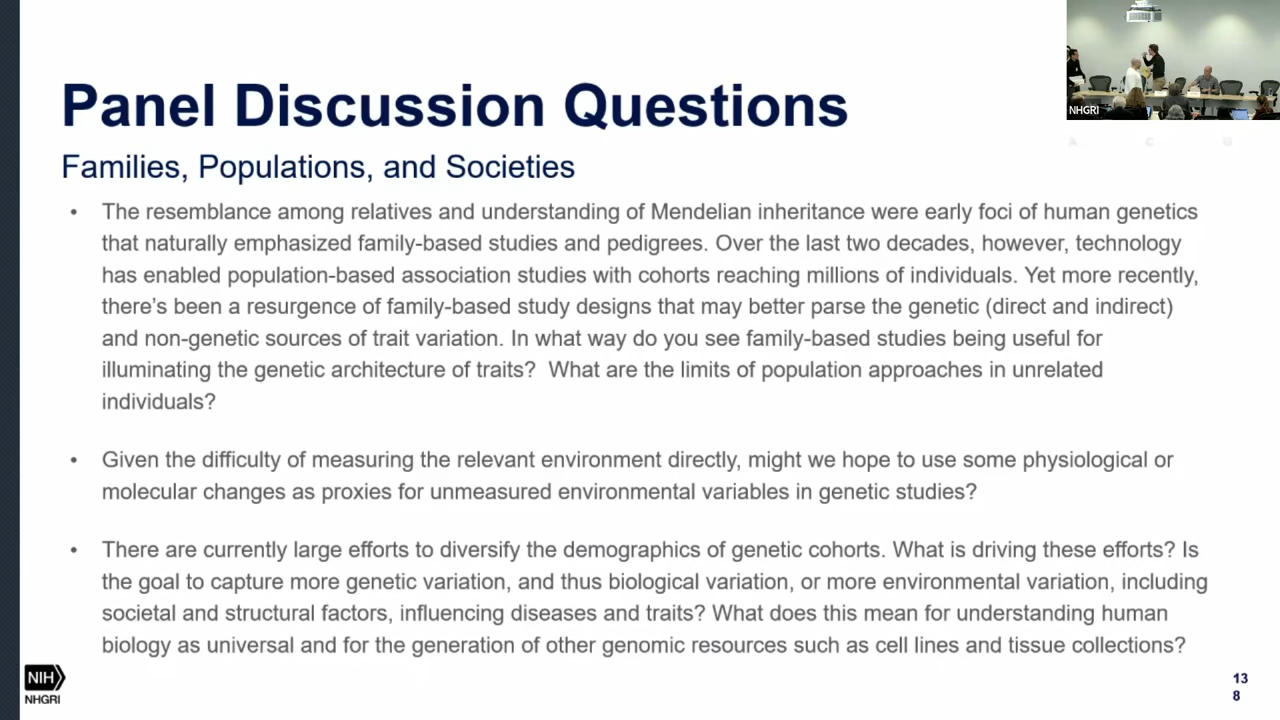 Panel Discussion Questions
NHGRI
Families, Populations, and Societies
• The resemblance among relatives and understanding of Mendelian inheritance were early foci of human genetics
that naturally emphasized family-based studies and pedigrees. Over the last two decades, however, technology
has enabled population-based association studies with cohorts reaching millions of individuals. Yet more recently,
there’s been a resurgence of family-based study designs that may better parse the genetic (direct and indirect)
and non-genetic sources of trait variation. In what way do you see family-based studies being useful for
illuminating the genetic architecture of traits?  What are the limits of population approaches in unrelated
individuals?
• Given the difficulty of measuring the relevant environment directly, might we hope to use some physiological or
molecular changes as proxies for unmeasured environmental variables in genetic studies?
• There are currently large efforts to diversify the demographics of genetic cohorts. What is driving these efforts? Is
the goal to capture more genetic variation, and thus biological variation, or more environmental variation, including
societal and structural factors, influencing diseases and traits? What does this mean for understanding human
biology as universal and for the generation of other genomic resources such as cell lines and tissue collections?
NIH
NHGRI
13
8